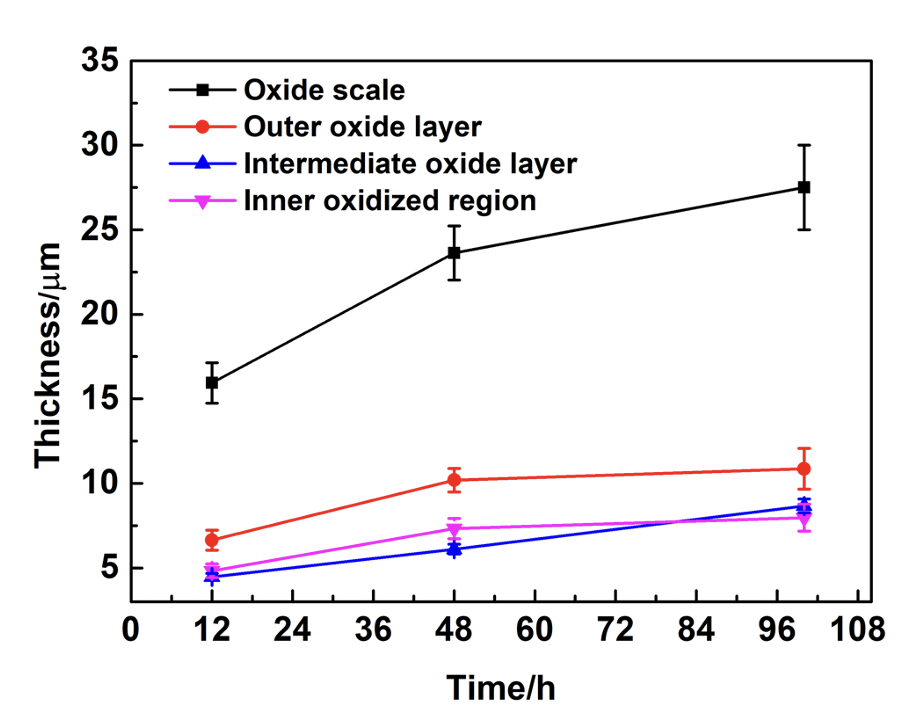 35
30
25
20
15
10
5
Thickness/μm
Oxide scale
Outer oxide layer
Intermediate oxide layer
Inner oxidized region
0 12 24 36 48 60 72 84 96 108
Time/h